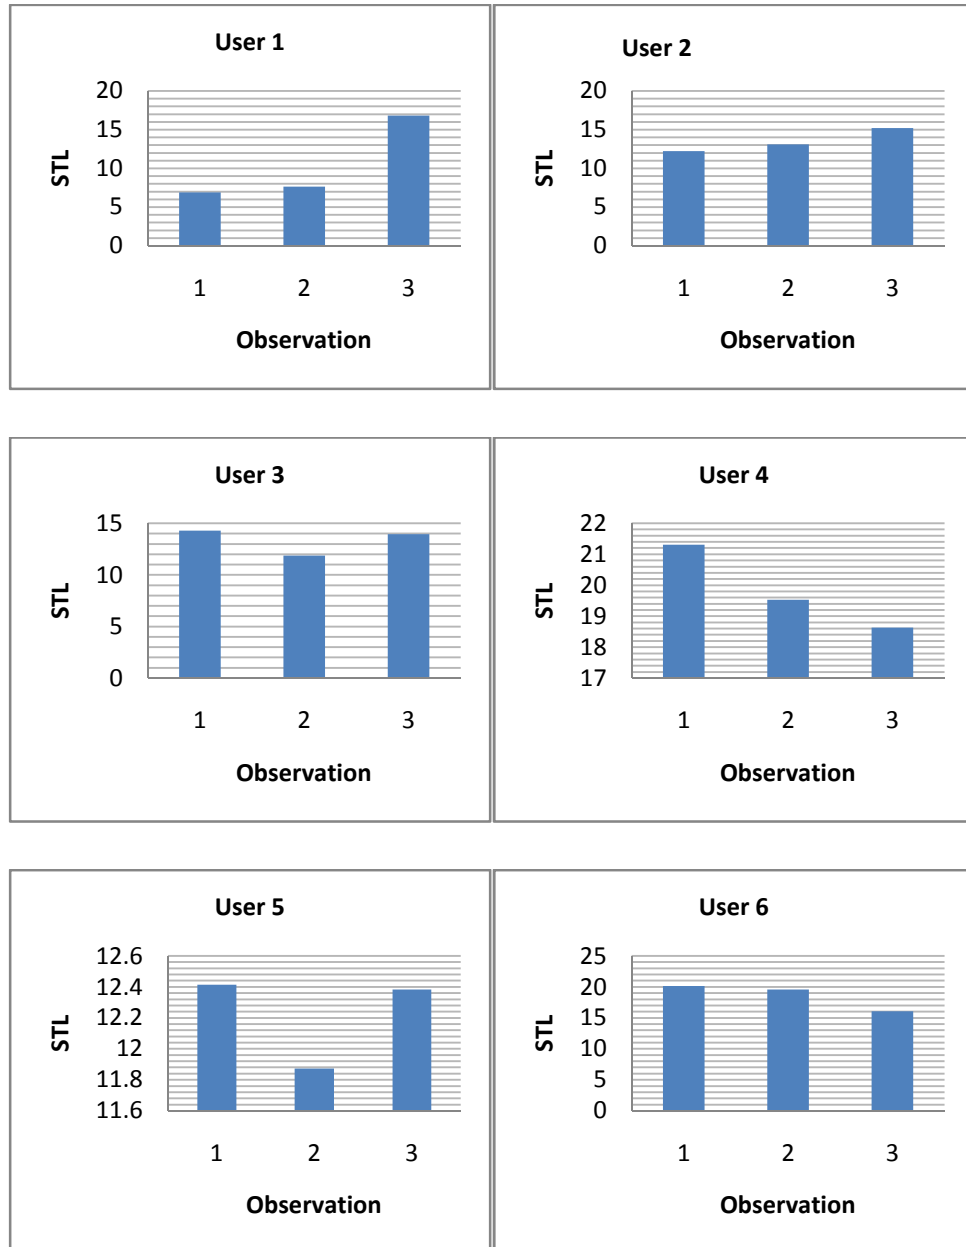 User 1
20
15
10
5
0
STL
1 2 3
Observation
User 2
20
15
10
5
0
STL
1 2 3
Observation
User 3
15
10
5
0
STL
1 2 3
Observation
User 4
22
21
20
19
18
17
STL
1 2 3
Observation
User 5
12.6
12.4
12.2
12
11.8
11.6
STL
1 2 3
Observation
User 6
25
20
15
10
5
0
STL
1 2 3
Observation